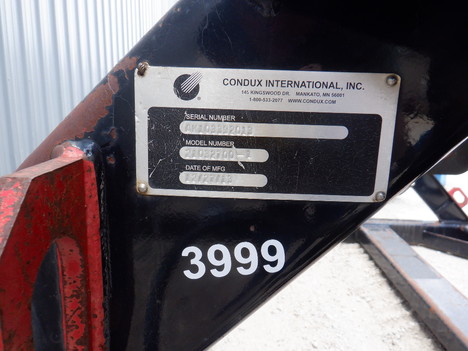 CONDUX INTERNATIONAL, INC.
145 KINGSWOOD DR. MANKATO, MN 56001
1-800-533-2077 WWW.CONDUX.COM
SERIAL NUMBER
MODEL NUMBER
DATE OF MFG
3999